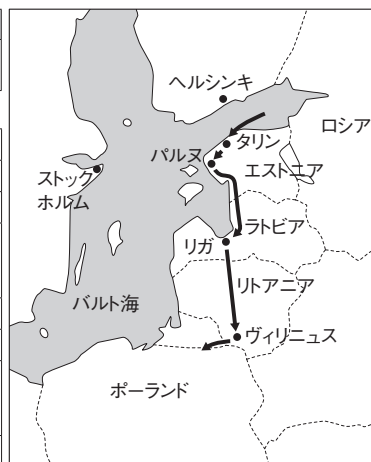 ヘルシンキ
ロシア
タリン
パルヌ
エストニア
ストック
ホルム
ラトビア
リガ
リトアニア
バルト海
ヴィリニュス
ポーランド